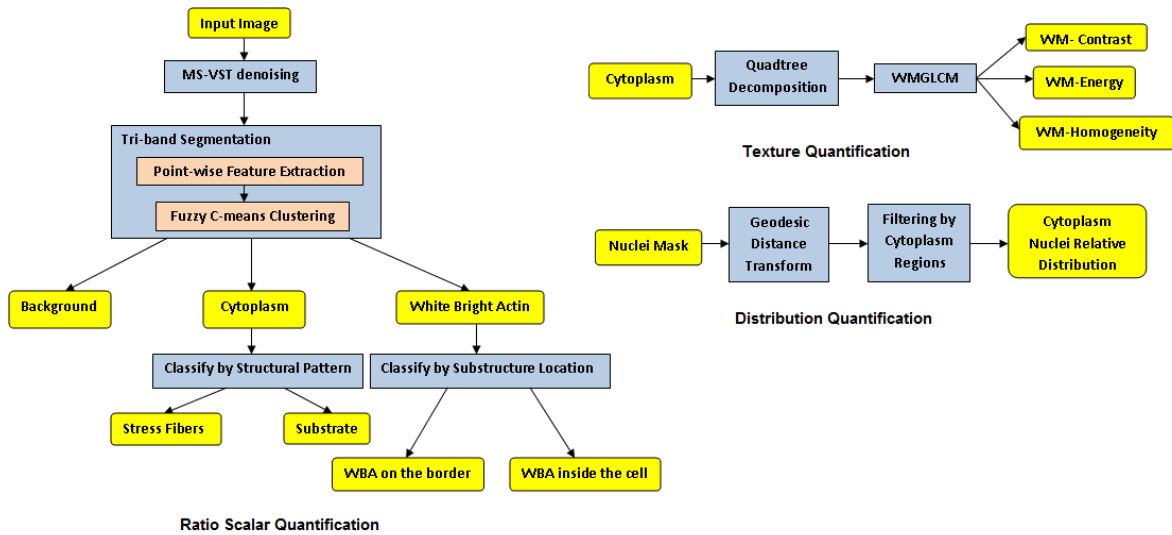 Input Image
MS-VST denoising
Tri-band Segmentation
Point-wise Feature Extraction
Fuzzy C-means Clustering
Background
Cytoplasm
White Bright Actin
Classify by Structural Pattern
Classify by Substructure Location
Stress Fibers
Substrate
WBA on the border
WBA inside the cell
Ratio Scalar Quantification
Cytoplasm
Quadtree
Decomposition
WMGLCM
WM- Contrast
WM-Energy
WM-Homogeneity
Texture Quantification
Nuclei Mask
Geodesic
Distance
Transform
Filtering by
Cytoplasm
Regions
Cytoplasm
Nuclei Relative
Distribution
Distribution Quantification